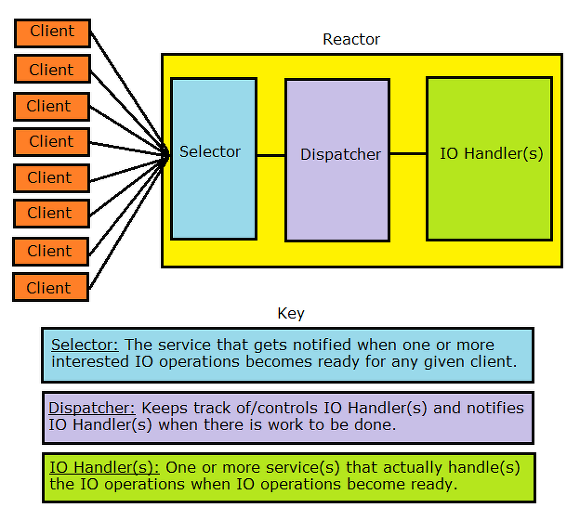 Client
Client
Client
Client
Client
Client
Client
Client
Reactor
Selector
Dispatcher
IO Handler(s)
Key
Selector: The service that gets notified when one or more
interested IO operations becomes ready for any given client.
Dispatcher: Keeps track of/controls IO Handler(s) and notifies
IO Handler(s) when there is work to be done.
IO Handler(s): One or more service(s) that actually handle(s)
the IO operations when IO operations become ready.